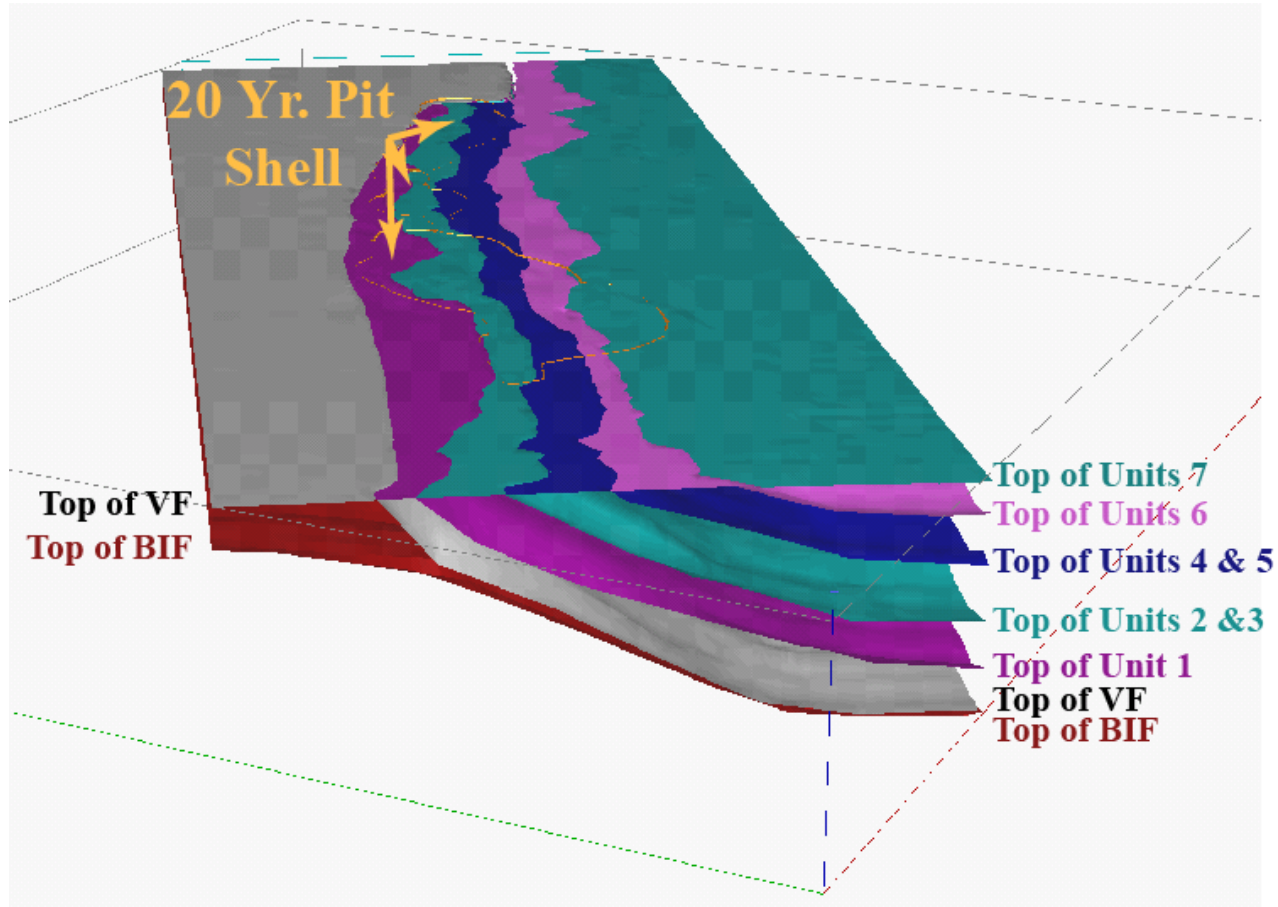 20 Yr. Pit
Shell
Top of VF
Top of BIF
Top of Units 7
Top of Units 6
Top of Units 4 & 5
Top of Units 2 &3
Top of Unit 1
Top of VF
Top of BIF